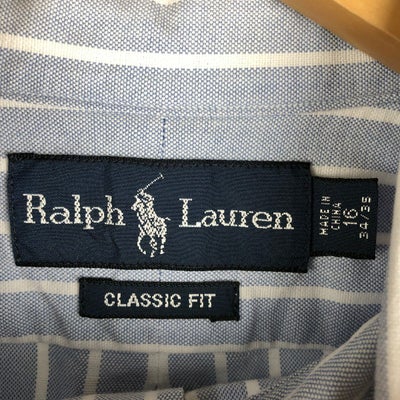 Ralph Lauren
MADE IN
CHINA
16
34/35
CLASSIC FIT